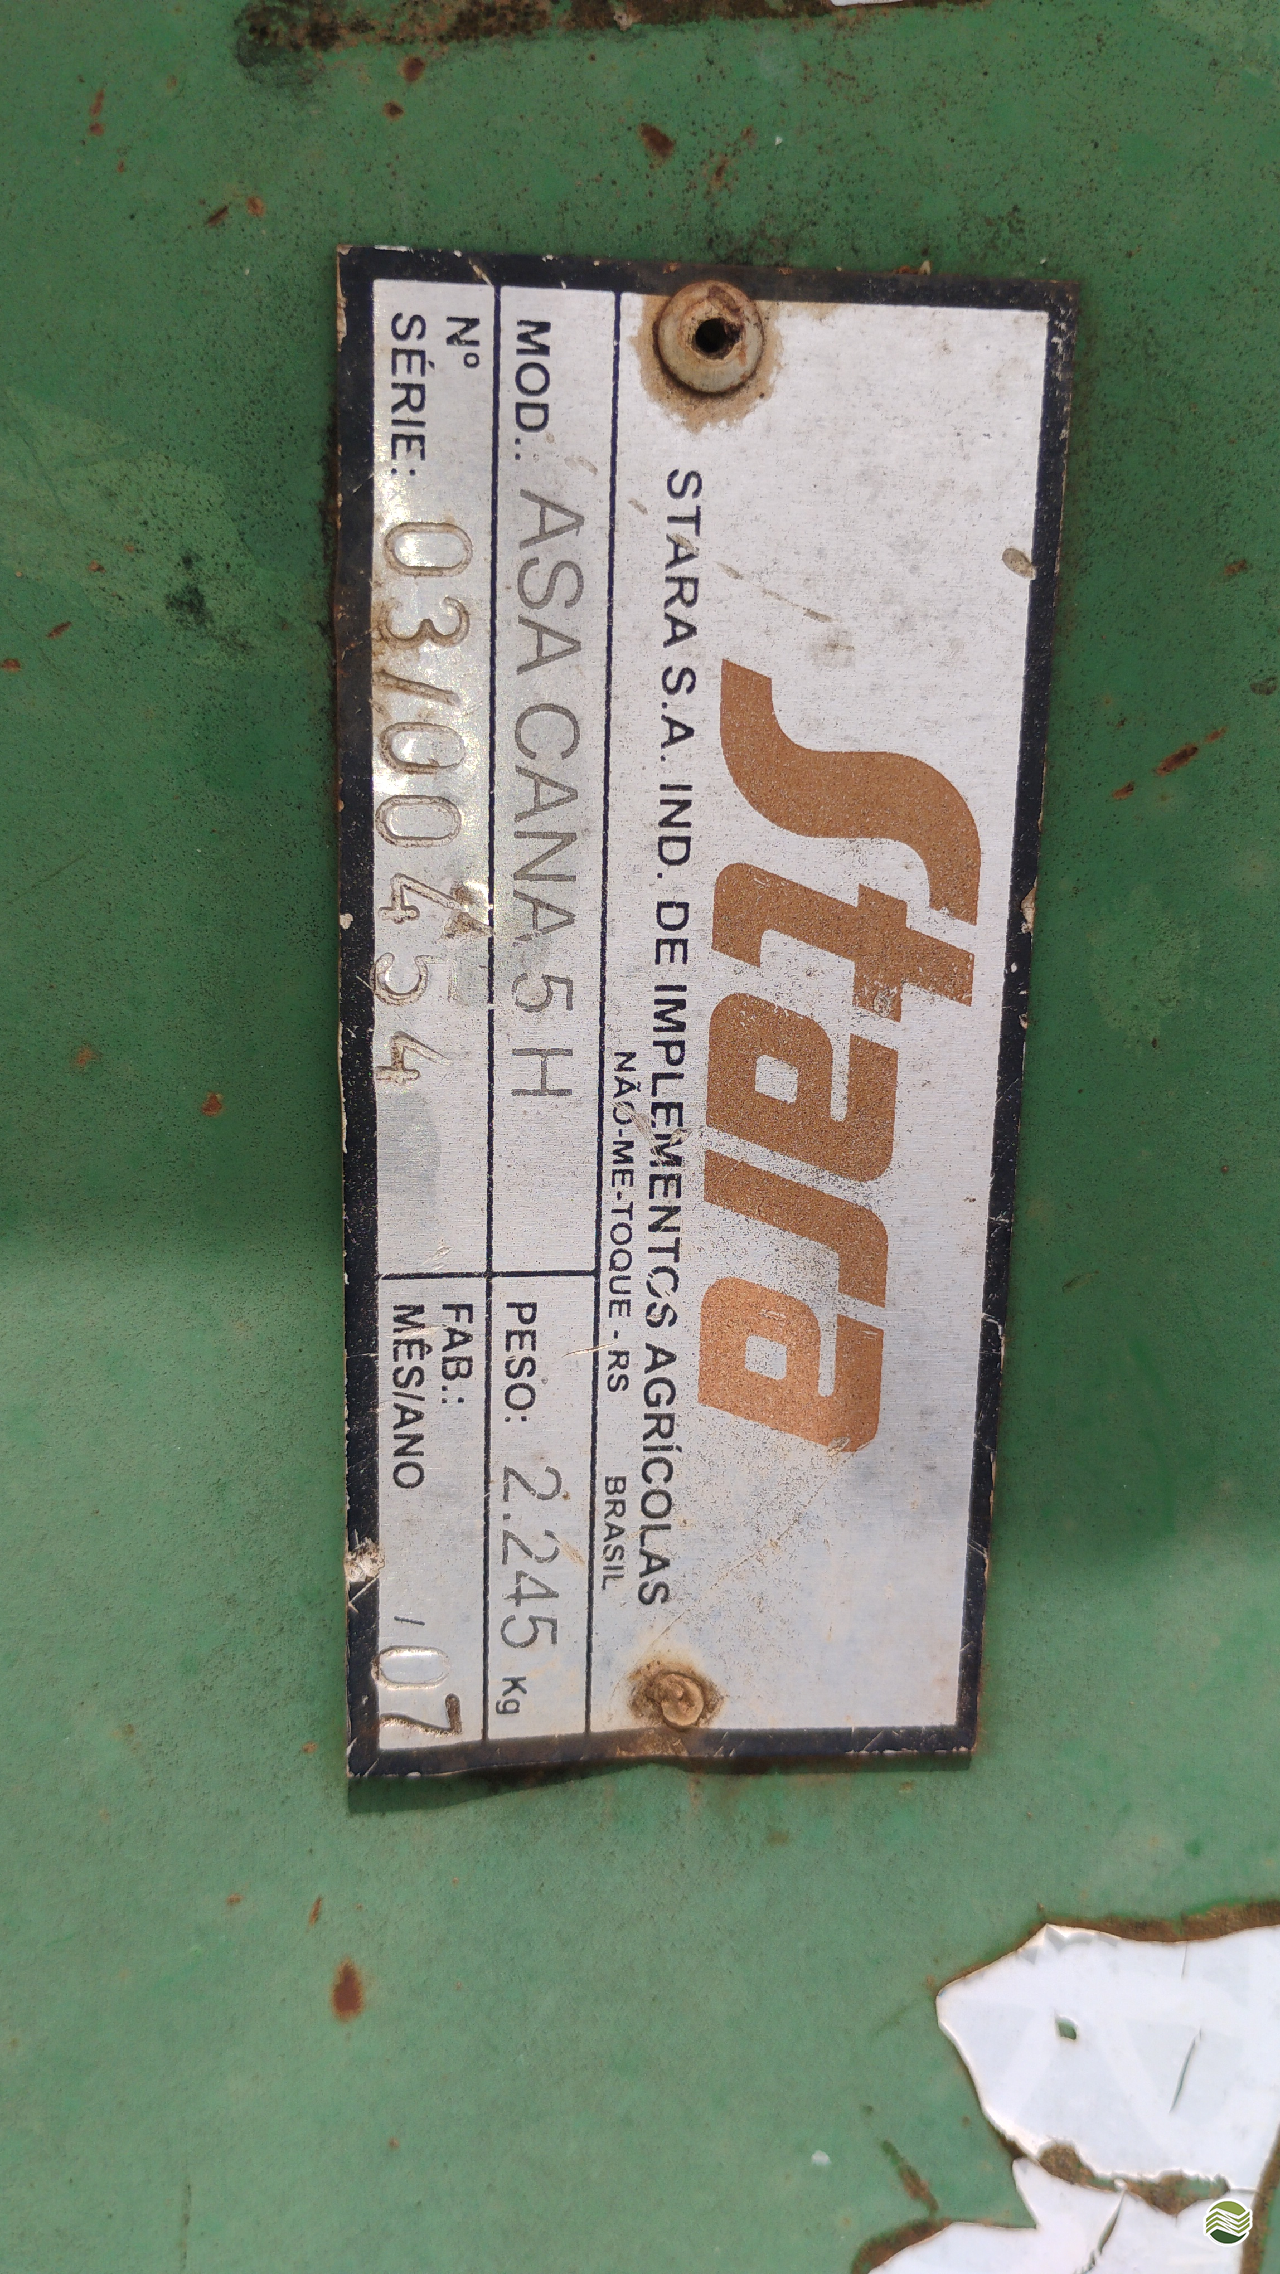 Stara
STARA S.A. IND. DE IMPLEMENTOS AGRÍCOLAS
NÃO-ME-TOQUE - RS BRASIL
MOD.: ASA CANA 5 H PESO: 2.245 Kg
Nº SÉRIE: 03/00454 FAB.: MÊS/ANO / 07